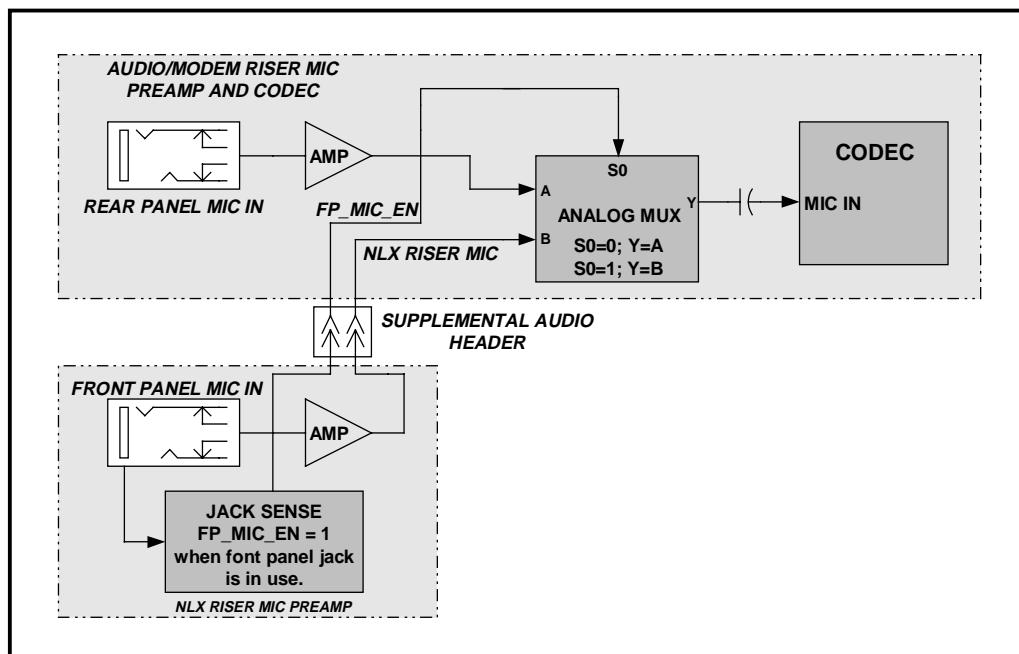 AUDIO/MODEM RISER MIC
PREAMP AND CODEC
AMP
REAR PANEL MIC IN
FP_MIC_EN
NLX RISER MIC
S0
A
B
Y
ANALOG MUX
S0=0; Y=A
S0=1; Y=B
CODEC
MIC IN
SUPPLEMENTAL AUDIO
HEADER
FRONT PANEL MIC IN
AMP
JACK SENSE
FP_MIC_EN = 1
when font panel jack
is in use.
NLX RISER MIC PREAMP